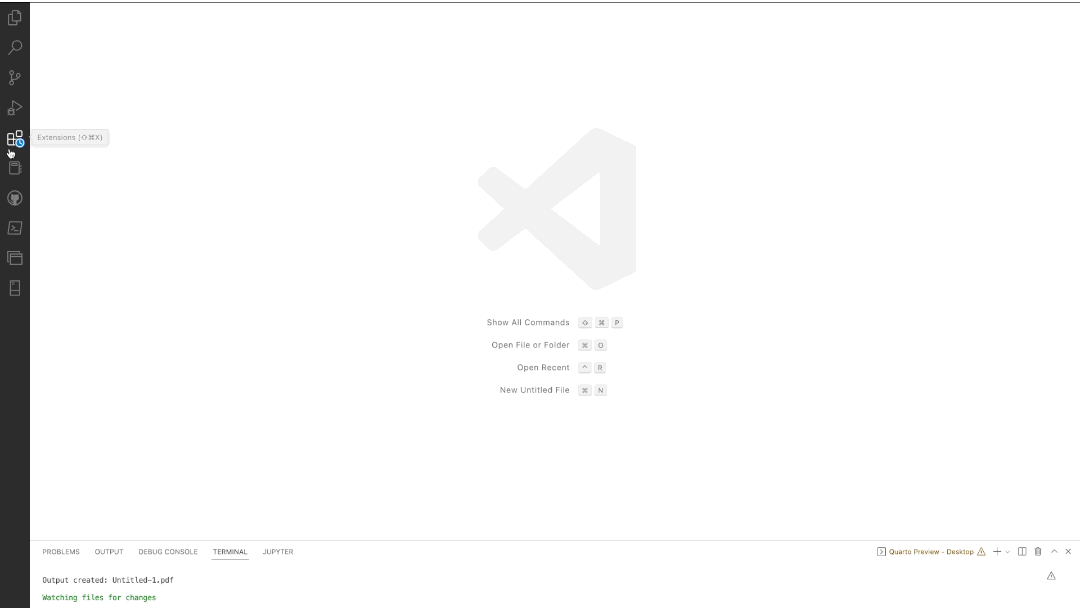 Extensions (⇧⌘X)
Show All Commands ⇧ ⌘ P
Open File or Folder ⌘ O
Open Recent ^ R
New Untitled File ⌘ N
PROBLEMS OUTPUT DEBUG CONSOLE TERMINAL JUPYTER Quarto Preview - Desktop
Output created: Untitled-1.pdf
Watching files for changes